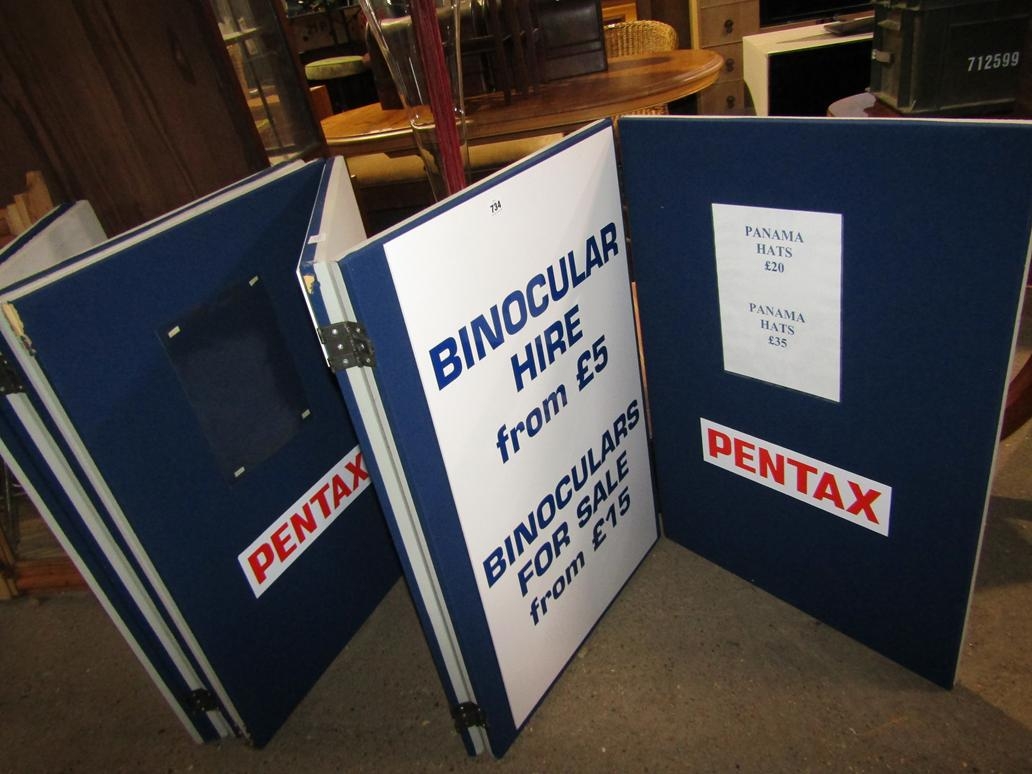 PENTAX
734
BINOCULAR
HIRE
from £5
BINOCULARS
FOR SALE
from £15
PANAMA
HATS
£20
PANAMA
HATS
£35
PENTAX
712599